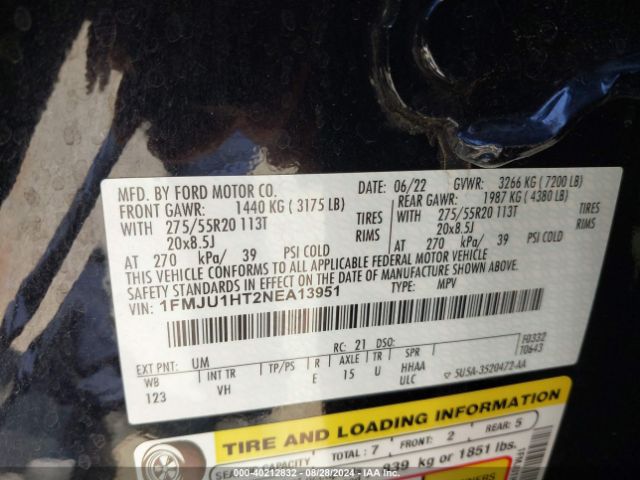 MFD. BY FORD MOTOR CO. DATE: 06/22 GVWR: 3266 KG ( 7200 LB)
FRONT GAWR: 1440 KG ( 3175 LB) REAR GAWR: 1987 KG ( 4380 LB)
WITH 275/55R20 113T TIRES WITH 275/55R20 113T TIRES
20x8.5J RIMS 20x8.5J RIMS
AT 270 kPa/ 39 PSI COLD AT 270 kPa/ 39 PSI COLD
THIS VEHICLE CONFORMS TO ALL APPLICABLE FEDERAL MOTOR VEHICLE
SAFETY STANDARDS IN EFFECT ON THE DATE OF MANUFACTURE SHOWN ABOVE.
VIN: 1FMJU1HT2NEA13951 TYPE: MPV
F0332
T0643
EXT PNT: UM RC: 21 DSO:
WB INT TR TP/PS R AXLE TR SPR
123 VH E 15 U HHAA
ULC 5U5A-3520472-AA
TIRE AND LOADING INFORMATION
CAPACITY TOTAL: 7 FRONT: 2 REAR: 5
839 kg or 1851 lbs.
COPART: 40212832 - 08/28/2024 - IAA Inc.